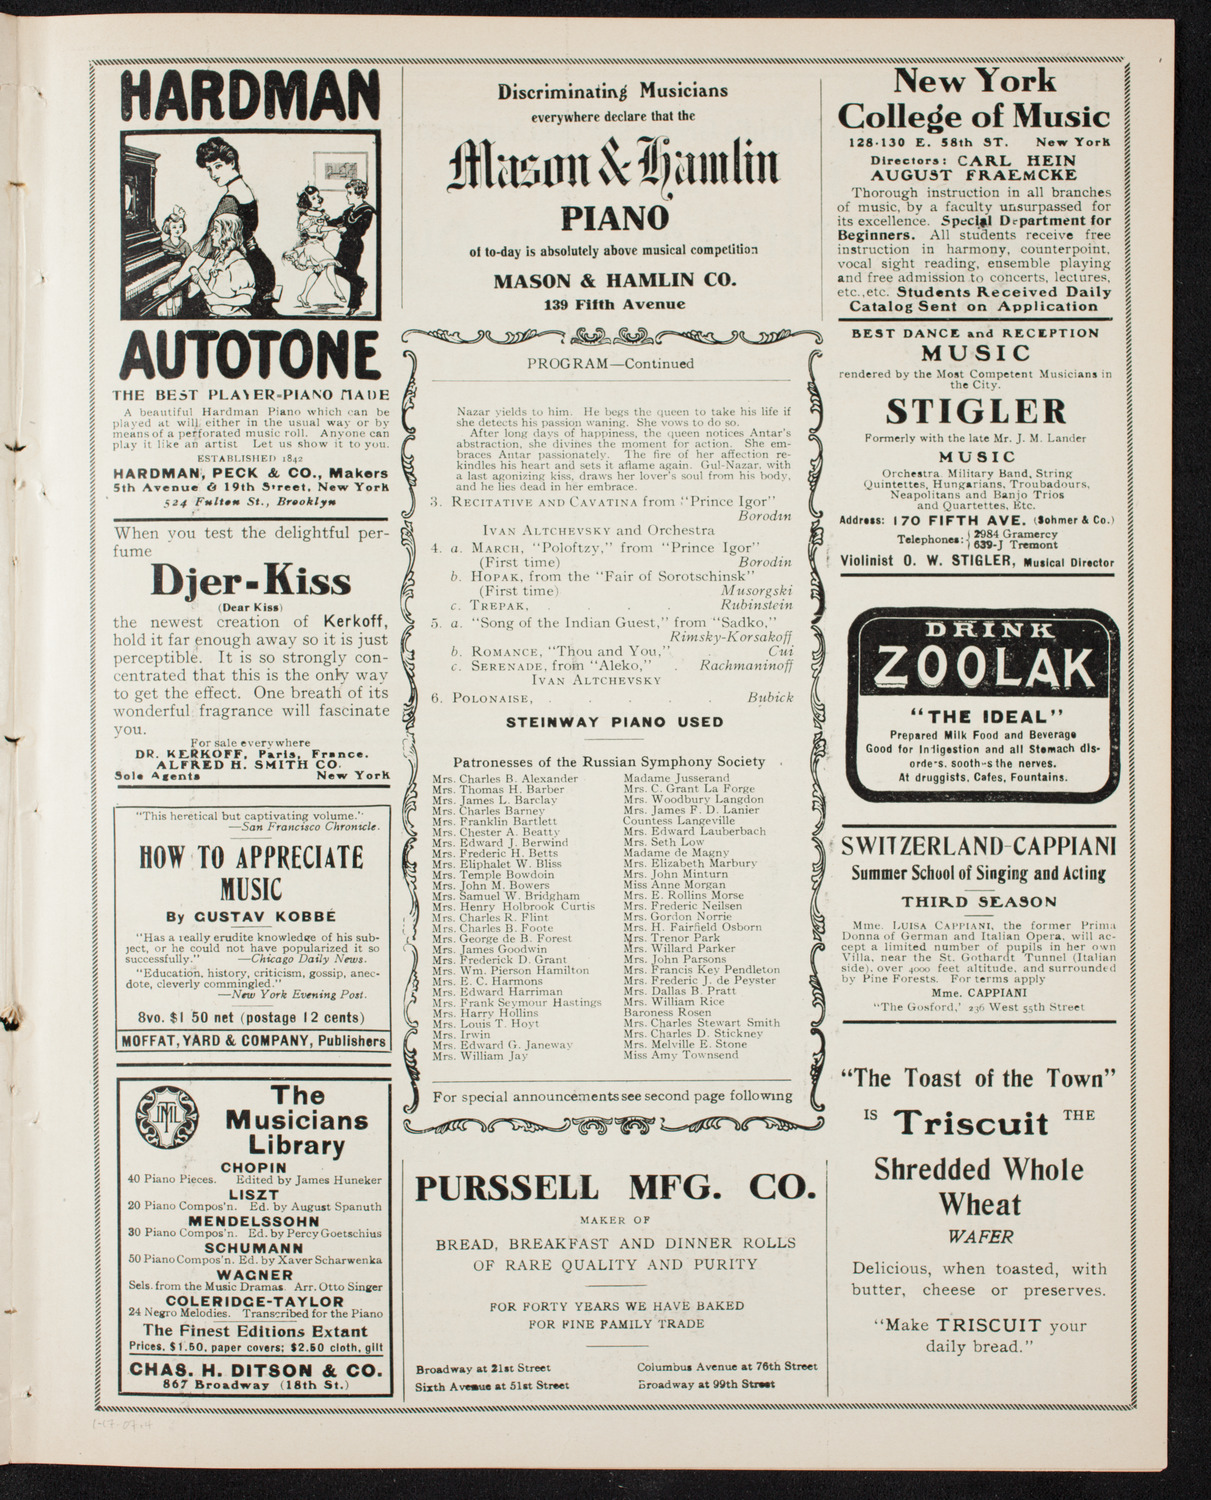 HARDMAN
AUTOTONE
THE BEST PLAYER-PIANO MADE
A beautiful Hardman Piano which can be
played at will, either in the usual way or by
means of a perforated music roll. Anyone can
play it like an artist Let us show it to you.
ESTABLISHED 1842
HARDMAN, PECK & CO., Makers
5th Avenue & 19th Street, New York
524 Fulton St., Brooklyn
When you test the delightful per-
fume
Djer-Kiss
(Dear Kiss)
the newest creation of Kerkoff,
hold it far enough away so it is just
perceptible. It is so strongly con-
centrated that this is the only way
to get the effect. One breath of its
wonderful fragrance will fascinate
you.
For sale everywhere
DR. KERKOFF, Paris, France.
ALFRED H. SMITH CO.
Sole Agents New York
"This heretical but captivating volume."
—San Francisco Chronicle.
HOW TO APPRECIATE
MUSIC
By GUSTAV KOBBÉ
"Has a really erudite knowledge of his sub-
ject, or he could not have popularized it so
successfully." —Chicago Daily News.
"Education, history, criticism, gossip, anec-
dote, cleverly commingled."
—New York Evening Post.
8vo. $1 50 net (postage 12 cents)
MOFFAT, YARD & COMPANY, Publishers
The
Musicians
Library
CHOPIN
40 Piano Pieces. Edited by James Huneker
LISZT
20 Piano Compos'n. Ed. by August Spanuth
MENDELSSOHN
30 Piano Compos'n. Ed. by Percy Goetschius
SCHUMANN
50 Piano Compos'n. Ed. by Xaver Scharwenka
WAGNER
Sels. from the Music Dramas. Arr. Otto Singer
COLERIDGE-TAYLOR
24 Negro Melodies. Transcribed for the Piano
The Finest Editions Extant
Prices, $1.50, paper covers; $2.50 cloth, gilt
CHAS. H. DITSON & CO.
867 Broadway (18th St.)
Discriminating Musicians
everywhere declare that the
Mason & Hamlin
PIANO
of to-day is absolutely above musical competition
MASON & HAMLIN CO.
139 Fifth Avenue
PROGRAM—Continued
Nazar yields to him. He begs the queen to take his life if
she detects his passion waning. She vows to do so.
After long days of happiness, the queen notices Antar's
abstraction, she divines the moment for action. She em-
braces Antar passionately. The fire of her affection re-
kindles his heart and sets it aflame again. Gul-Nazar, with
a last agonizing kiss, draws her lover's soul from his body,
and he lies dead in her embrace.
3. RECITATIVE AND CAVATINA from "Prince Igor"
Borodin
IVAN ALTCHEVSKY and Orchestra
4. a. MARCH, "Poloftzy," from "Prince Igor"
(First time) Borodin
b. HOPAK, from the "Fair of Sorotschinsk"
(First time) Musorgski
c. TREPAK, . . . . Rubinstein
5. a. "Song of the Indian Guest," from "Sadko,"
Rimsky-Korsakoff
b. ROMANCE, "Thou and You," . Cui
c. SERENADE, from "Aleko," . Rachmaninoff
IVAN ALTCHEVSKY
6. POLONAISE, . . . . . Bubick
STEINWAY PIANO USED
Patronesses of the Russian Symphony Society
Mrs. Charles B. Alexander
Mrs. Thomas H. Barber
Mrs. James L. Barclay
Mrs. Charles Barney
Mrs. Franklin Bartlett
Mrs. Chester A. Beatty
Mrs. Edward J. Berwind
Mrs. Frederic H. Betts
Mrs. Eliphalet W. Bliss
Mrs. Temple Bowdoin
Mrs. John M. Bowers
Mrs. Samuel W. Bridgham
Mrs. Henry Holbrook Curtis
Mrs. Charles R. Flint
Mrs. Charles B. Foote
Mrs. George de B. Forest
Mrs. James Goodwin
Mrs. Frederick D. Grant
Mrs. Wm. Pierson Hamilton
Mrs. E. C. Harmons
Mrs. Edward Harriman
Mrs. Frank Seymour Hastings
Mrs. Harry Hollins
Mrs. Louis T. Hoyt
Mrs. Irwin
Mrs. Edward G. Janeway
Mrs. William Jay
Madame Jusserand
Mrs. C. Grant La Forge
Mrs. Woodbury Langdon
Mrs. James F. D. Lanier
Countess Langeville
Mrs. Edward Lauberbach
Mrs. Seth Low
Madame de Magny
Mrs. Elizabeth Marbury
Mrs. John Minturn
Miss Anne Morgan
Mrs. E. Rollins Morse
Mrs. Frederic Neilsen
Mrs. Gordon Norrie
Mrs. H. Fairfield Osborn
Mrs. Trenor Park
Mrs. Willard Parker
Mrs. John Parsons
Mrs. Francis Key Pendleton
Mrs. Frederic J. de Peyster
Mrs. Dallas B. Pratt
Mrs. William Rice
Baroness Rosen
Mrs. Charles Stewart Smith
Mrs. Charles D. Stickney
Mrs. Melville E. Stone
Miss Amy Townsend
For special announcements see second page following
PURSSELL MFG. CO.
MAKER OF
BREAD, BREAKFAST AND DINNER ROLLS
OF RARE QUALITY AND PURITY
FOR FORTY YEARS WE HAVE BAKED
FOR FINE FAMILY TRADE
Broadway at 21st Street Columbus Avenue at 76th Street
Sixth Avenue at 51st Street Broadway at 99th Street
New York
College of Music
128-130 E. 58th ST. New York
Directors: CARL HEIN
AUGUST FRAEMCKE
Thorough instruction in all branches
of music, by a faculty unsurpassed for
its excellence. Special Department for
Beginners. All students receive free
instruction in harmony, counterpoint,
vocal sight reading, ensemble playing
and free admission to concerts, lectures,
etc., etc. Students Received Daily
Catalog Sent on Application
BEST DANCE and RECEPTION
MUSIC
rendered by the Most Competent Musicians in
the City.
STIGLER
Formerly with the late Mr. J. M. Lander
MUSIC
Orchestra Military Band, String
Quintettes, Hungarians, Troubadours,
Neapolitans and Banjo Trios
and Quartettes, Etc.
Address: 170 FIFTH AVE. (Sohmer & Co.)
Telephones: 2984 Gramercy
639-J Tremont
Violinist O. W. STIGLER, Musical Director
DRINK
ZOOLAK
"THE IDEAL"
Prepared Milk Food and Beverage
Good for Indigestion and all Stomach dis-
orders, soothes the nerves.
At druggists, Cafes, Fountains.
SWITZERLAND-CAPPIANI
Summer School of Singing and Acting
THIRD SEASON
Mme. LUISA CAPPIANI, the former Prima
Donna of German and Italian Opera, will ac-
cept a limited number of pupils in her own
Villa, near the St. Gothardt Tunnel (Italian
side), over 4000 feet altitude, and surrounded
by Pine Forests. For terms apply
Mme. CAPPIANI
"The Gosford,' 236 West 55th Street
"The Toast of the Town"
IS Triscuit THE
Shredded Whole
Wheat
WAFER
Delicious, when toasted, with
butter, cheese or preserves.
"Make TRISCUIT your
daily bread."